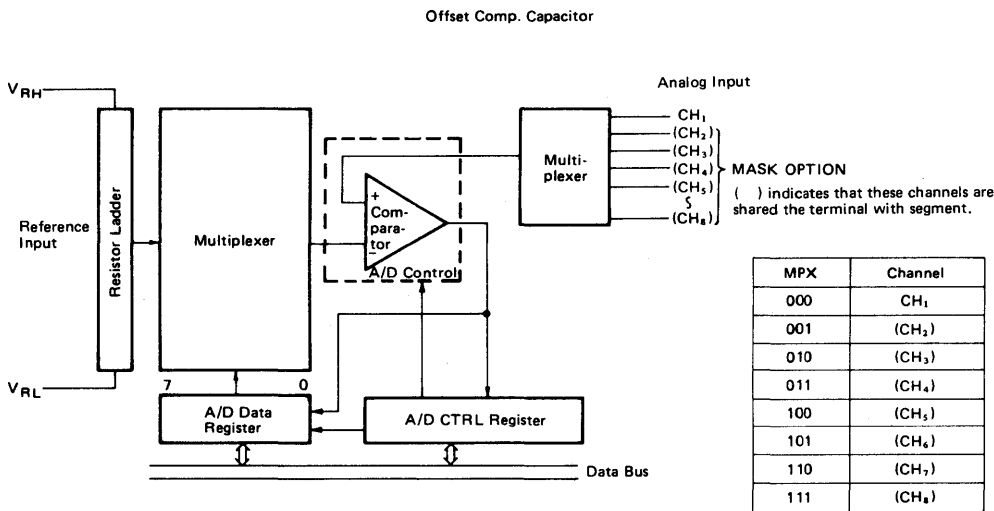 Offset Comp. Capacitor
V_RH
Resistor Ladder
Reference
Input
V_RL
Multiplexer
7 0
A/D Data
Register
+
Com-
para-
tor
−
A/D Control
A/D CTRL Register
Data Bus
Multi-
plexer
Analog Input
CH₁
(CH₂)
(CH₃)
(CH₄)
(CH₅)
(CH₈)
MASK OPTION
( ) indicates that these channels are
shared the terminal with segment.
MPX Channel
000 CH₁
001 (CH₂)
010 (CH₃)
011 (CH₄)
100 (CH₅)
101 (CH₆)
110 (CH₇)
111 (CH₈)